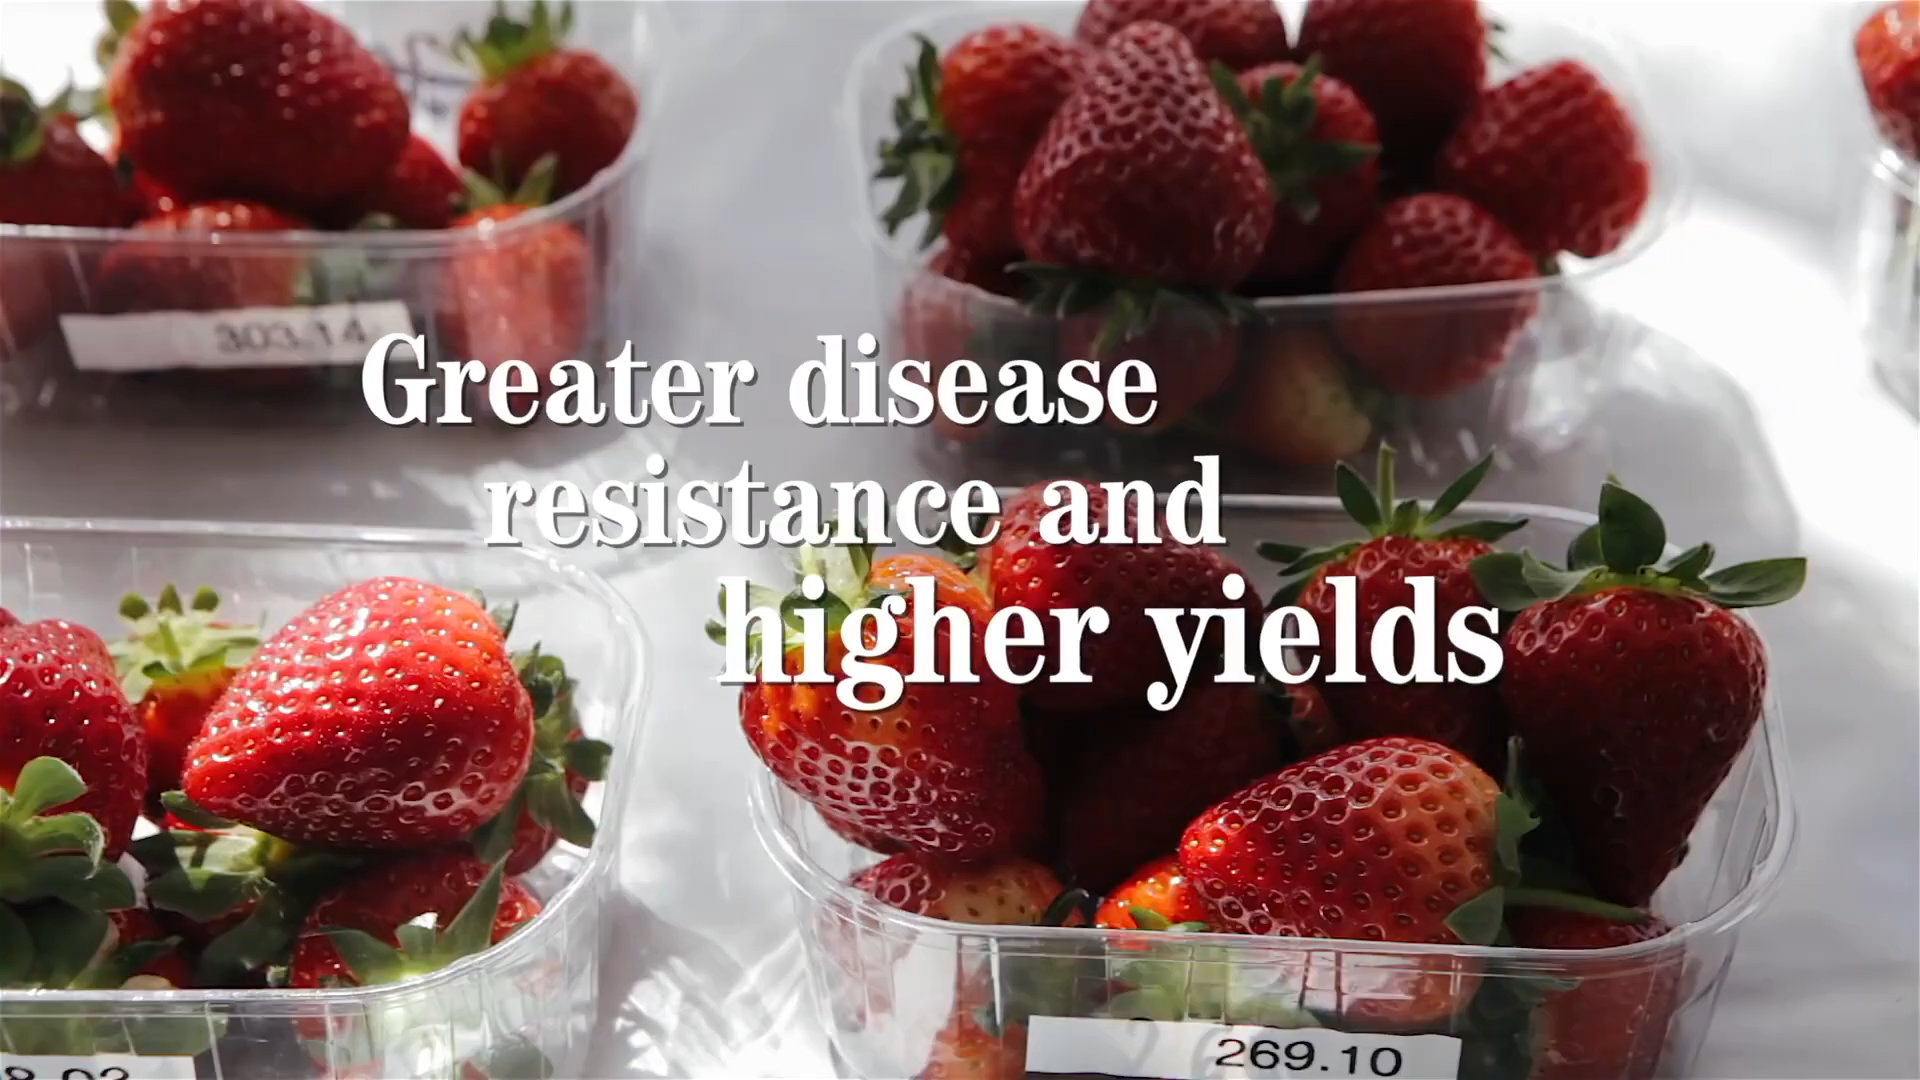 303.14
Greater disease
resistance and
higher yields
269.10